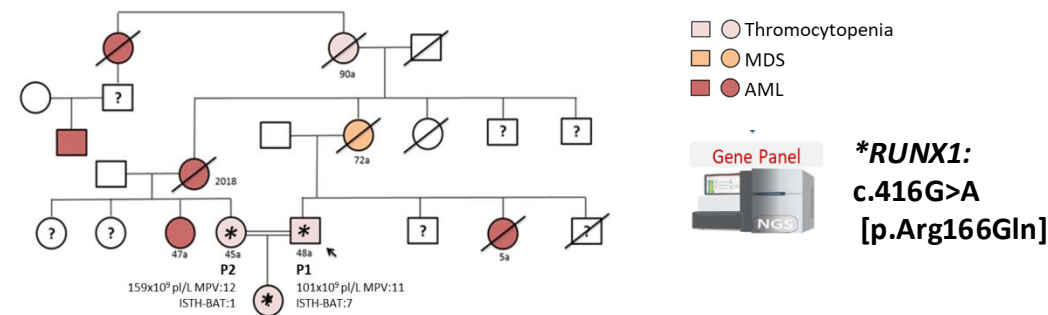 Thrombocytopenia
MDS
AML
90a
?
?
?
72a
2018
Gene Panel
NGS
*RUNX1:
c.416G>A
[p.Arg166Gln]
?
?
*
*
?
?
47a
45a
48a
5a
P2
P1
159x10⁹ pl/L MPV:12
ISTH-BAT:1
101x10⁹ pl/L MPV:11
ISTH-BAT:7
*